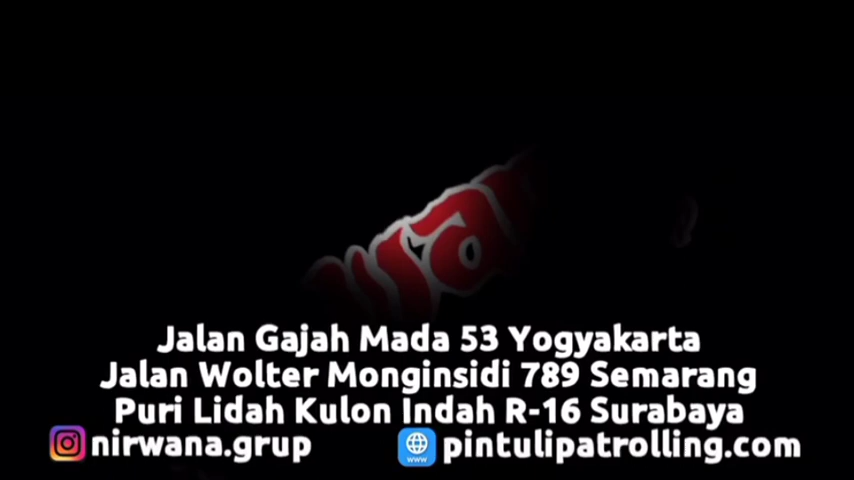 Jalan Gajah Mada 53 Yogyakarta
Jalan Wolter Monginsidi 789 Semarang
Puri Lidah Kulon Indah R-16 Surabaya
nirwana.grup
www
pintulipatrolling.com